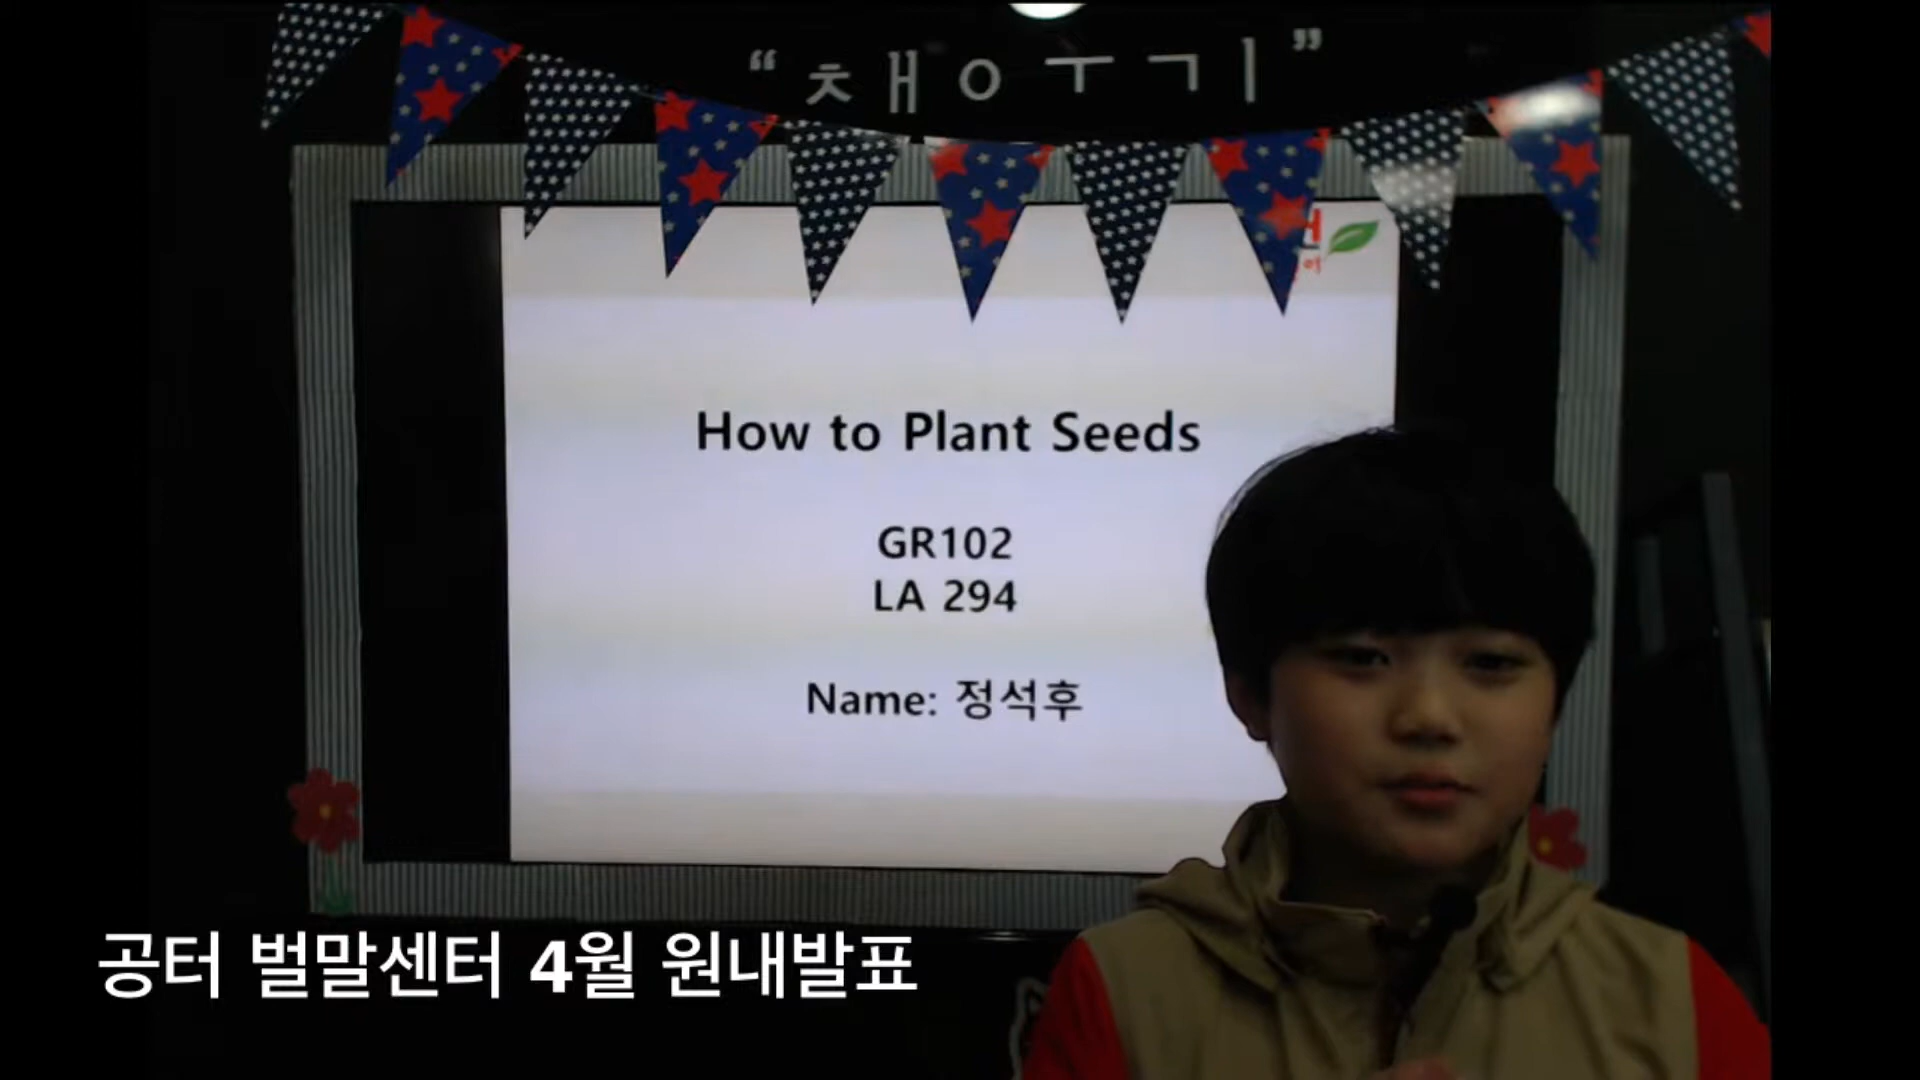 “채ㅇㅜㄱㅣ”
How to Plant Seeds
GR102
LA 294
Name: 정석후
공터 벌말센터 4월 원내발표